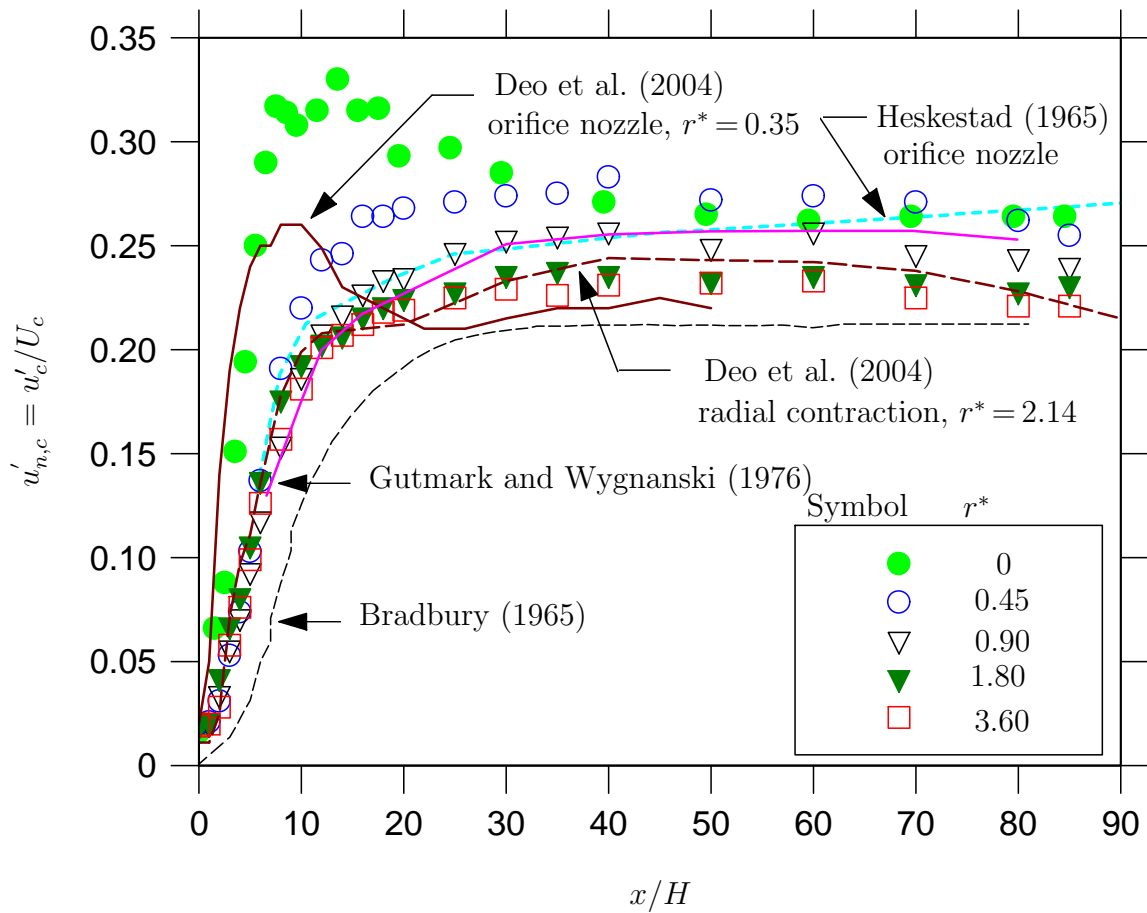 0.35
0.30
0.25
0.20
0.15
0.10
0.05
0
u′n,c = u′c/Uc
Deo et al. (2004)
orifice nozzle, r* = 0.35
Heskestad (1965)
orifice nozzle
Deo et al. (2004)
radial contraction, r* = 2.14
Gutmark and Wygnanski (1976)
Bradbury (1965)
Symbol r*
0
0.45
0.90
1.80
3.60
0 10 20 30 40 50 60 70 80 90
x/H